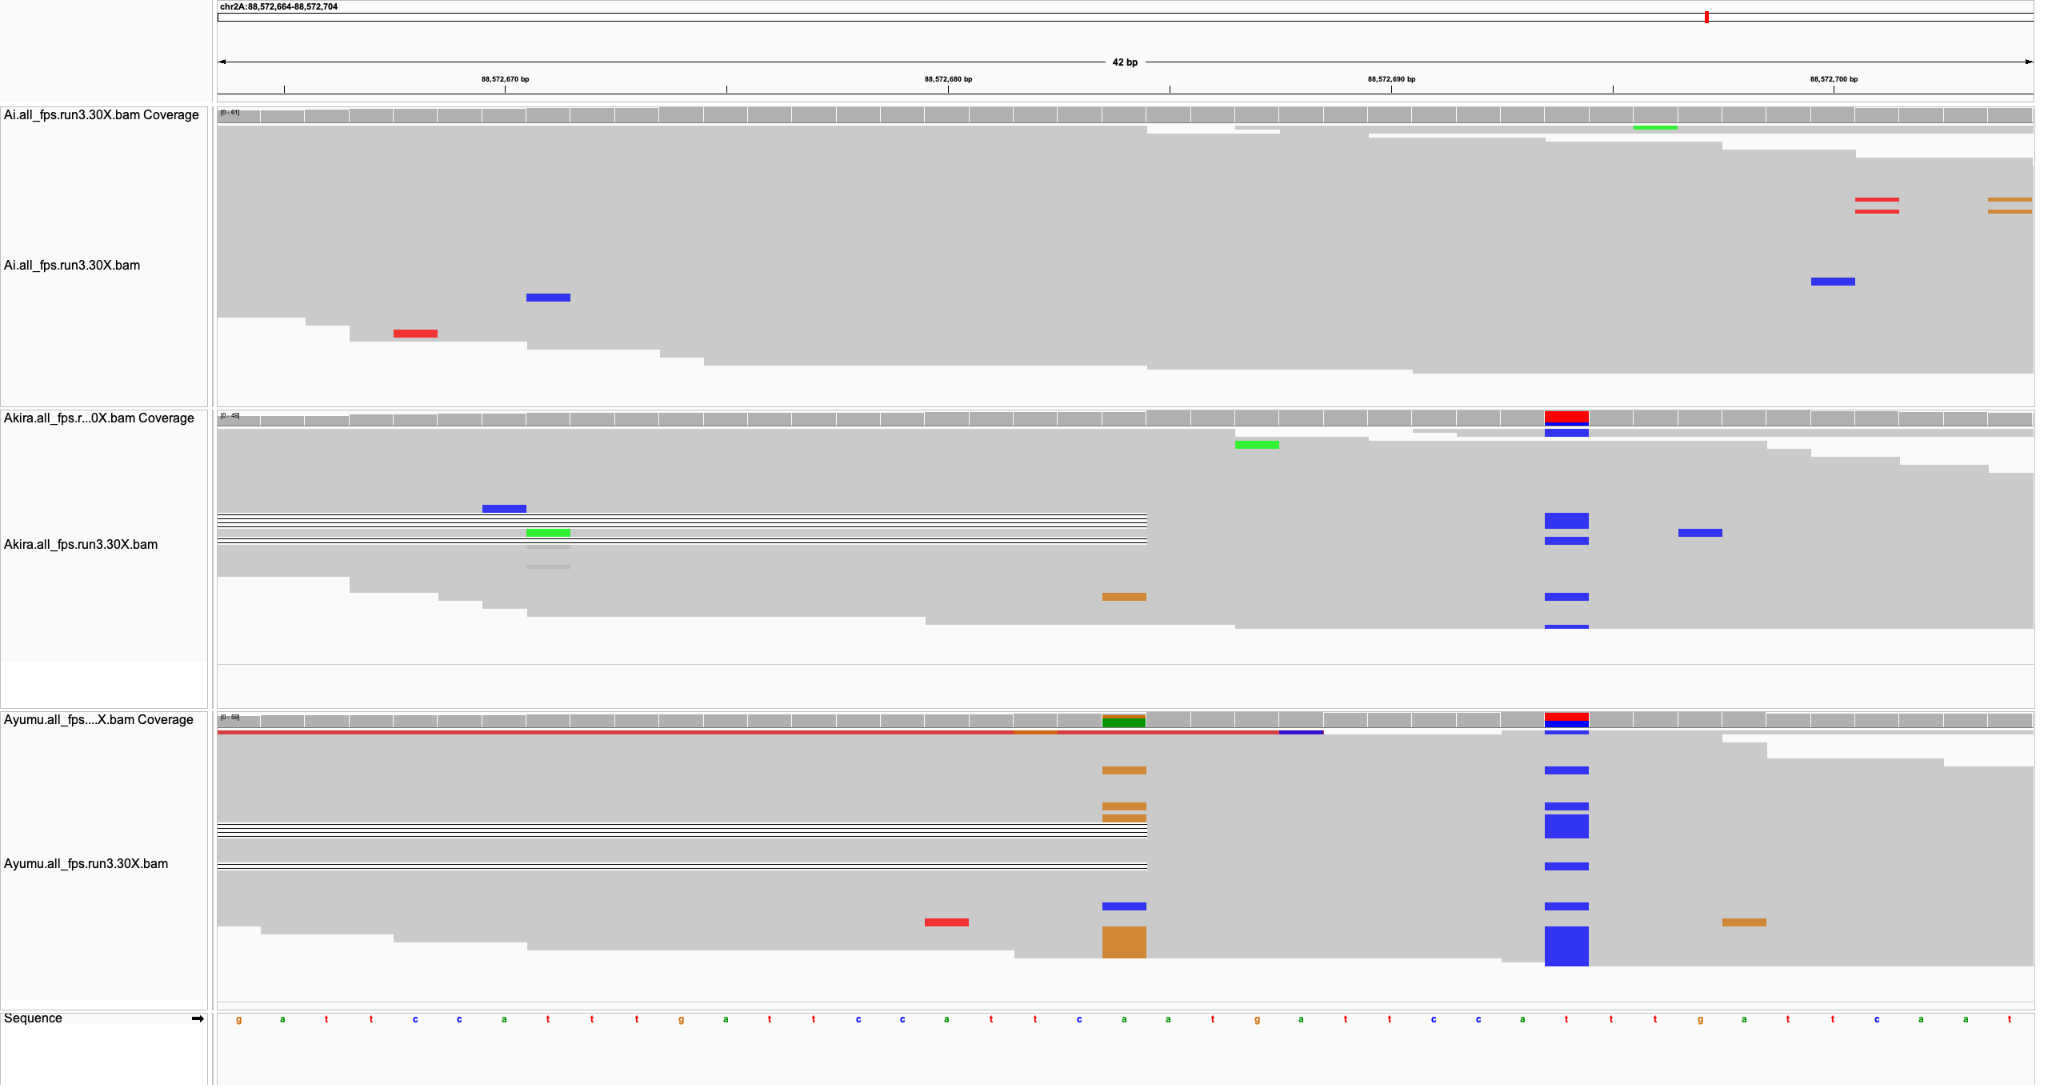 chr2A:88,572,664-88,572,704
42 bp
88,572,670 bp 88,572,680 bp 88,572,690 bp 88,572,700 bp
Ai.all_fps.run3.30X.bam Coverage [0 - 61]
Ai.all_fps.run3.30X.bam
Akira.all_fps.r...0X.bam Coverage
Akira.all_fps.run3.30X.bam
Ayumu.all_fps....X.bam Coverage
Ayumu.all_fps.run3.30X.bam
Sequence g a t t c c a t t t g a t t c c a t t c a a t g a t t c c a t t t g a t t c a a t